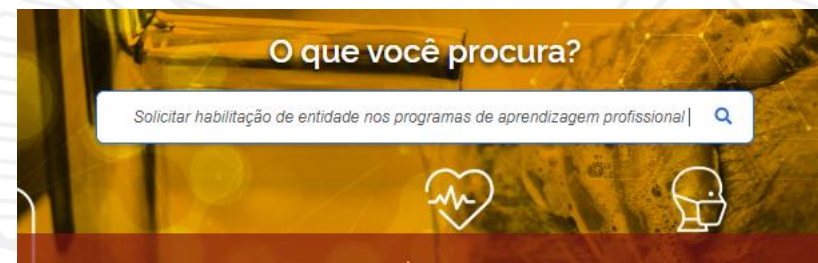 O que você procura?
Solicitar habilitação de entidade nos programas de aprendizagem profissional